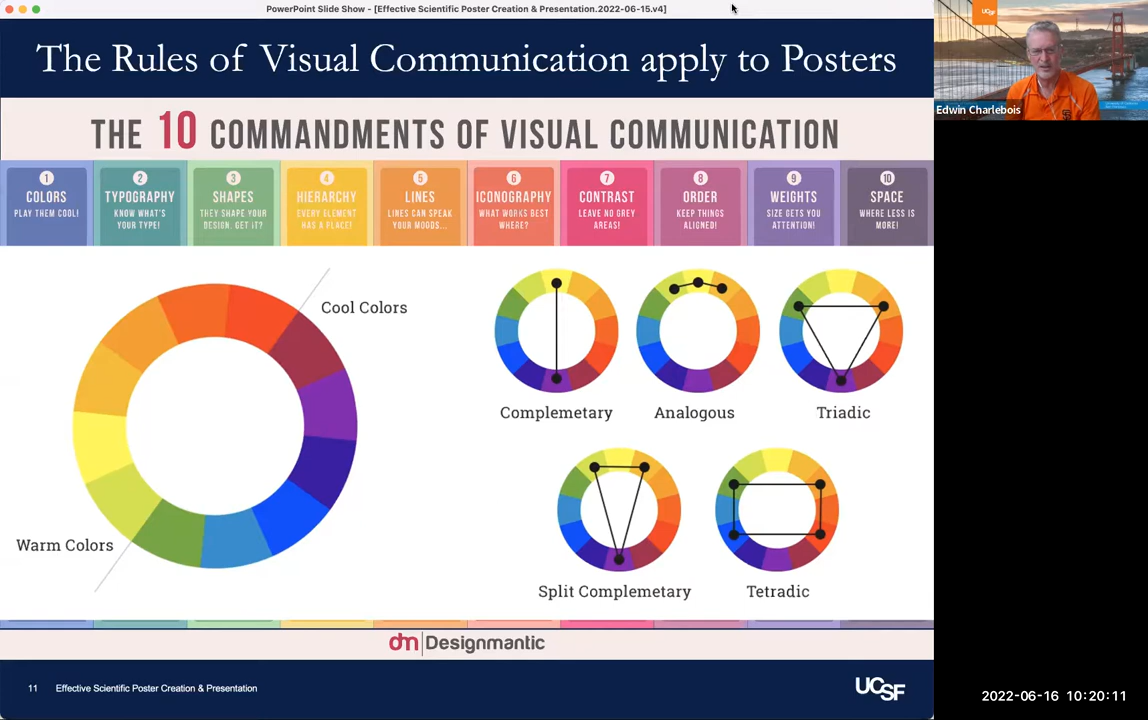 PowerPoint Slide Show - [Effective Scientific Poster Creation & Presentation.2022-06-15.v4]
The Rules of Visual Communication apply to Posters
THE 10 COMMANDMENTS OF VISUAL COMMUNICATION
1
COLORS
PLAY THEM COOL!
2
TYPOGRAPHY
KNOW WHAT'S
YOUR TYPE!
3
SHAPES
THEY SHAPE YOUR
DESIGN. GET IT?
4
HIERARCHY
EVERY ELEMENT
HAS A PLACE!
5
LINES
LINES CAN SPEAK
YOUR MOODS...
6
ICONOGRAPHY
WHAT WORKS BEST
WHERE?
7
CONTRAST
LEAVE NO GREY
AREAS!
8
ORDER
KEEP THINGS
ALIGNED!
9
WEIGHTS
SIZE GETS YOU
ATTENTION!
10
SPACE
WHERE LESS IS
MORE!
Cool Colors
Warm Colors
Complemetary
Analogous
Triadic
Split Complemetary
Tetradic
dm Designmantic
11 Effective Scientific Poster Creation & Presentation
UCSF
UCSF
Edwin Charlebois
2022-06-16 10:20:11